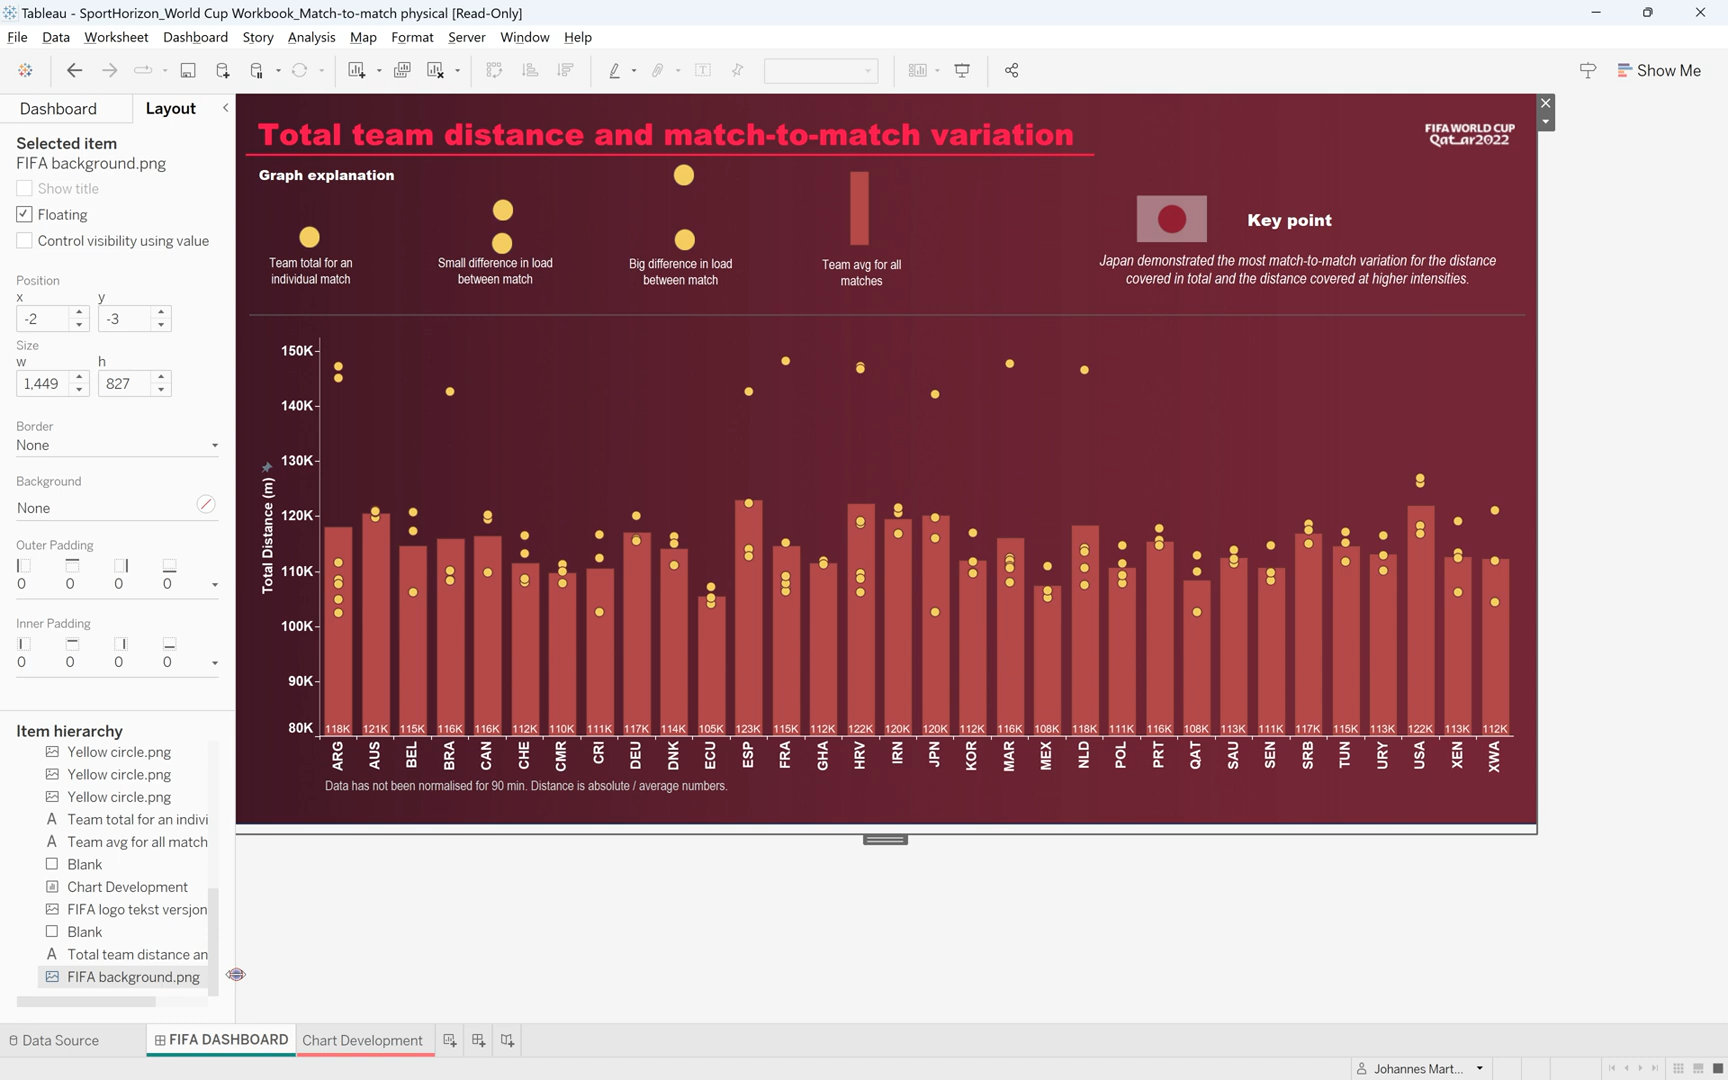 Tableau - SportHorizon_World Cup Workbook_Match-to-match physical [Read-Only]
File Data Worksheet Dashboard Story Analysis Map Format Server Window Help
Show Me
Dashboard Layout
Selected item
FIFA background.png
Show title
Floating
Control visibility using value
Position
x y
-2 -3
Size
w h
1,449 827
Border
None
Background
None
Outer Padding
0 0 0 0
Inner Padding
0 0 0 0
Item hierarchy
Yellow circle.png
Yellow circle.png
Yellow circle.png
Team total for an indivi
Team avg for all match
Blank
Chart Development
FIFA logo tekst versjon
Blank
Total team distance an
FIFA background.png
Total team distance and match-to-match variation
FIFA WORLD CUP
Qatar2022
Graph explanation
Team total for an
individual match
Small difference in load
between match
Big difference in load
between match
Team avg for all
matches
Key point
Japan demonstrated the most match-to-match variation for the distance
covered in total and the distance covered at higher intensities.
Total Distance (m)
150K
140K
130K
120K
110K
100K
90K
80K
118K 121K 115K 116K 116K 112K 110K 111K 117K 114K 105K 123K 115K 112K 122K 120K 120K 112K 116K 108K 118K 111K 116K 108K 113K 111K 117K 115K 113K 122K 113K 112K
ARG AUS BEL BRA CAN CHE CMR CRI DEU DNK ECU ESP FRA GHA HRV IRN JPN KOR MAR MEX NLD POL PRT QAT SAU SEN SRB TUN URY USA XEN XWA
Data has not been normalised for 90 min. Distance is absolute / average numbers.
Data Source FIFA DASHBOARD Chart Development
Johannes Mart...